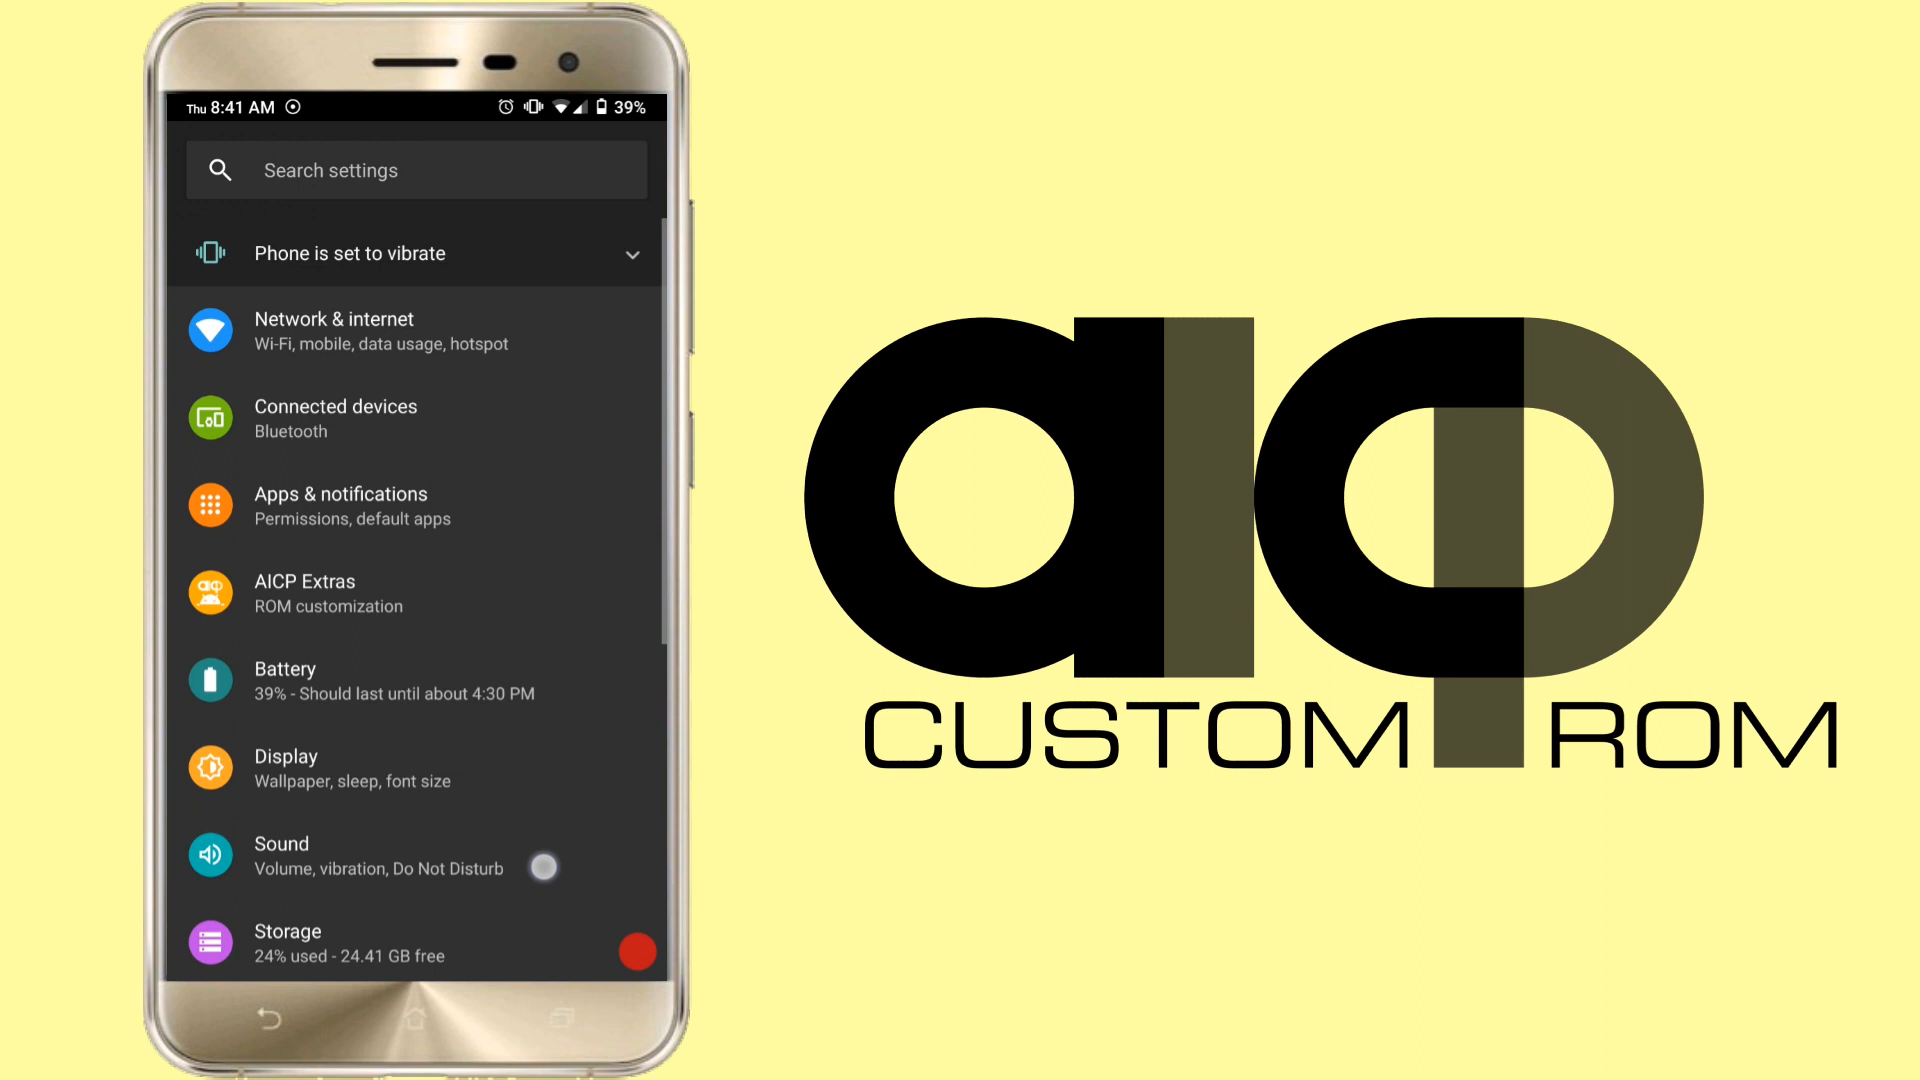 Thu 8:41 AM 39%
Search settings
Phone is set to vibrate
Network & internet
Wi-Fi, mobile, data usage, hotspot
Connected devices
Bluetooth
Apps & notifications
Permissions, default apps
AICP Extras
ROM customization
Battery
39% - Should last until about 4:30 PM
Display
Wallpaper, sleep, font size
Sound
Volume, vibration, Do Not Disturb
Storage
24% used - 24.41 GB free
aicp
CUSTOM ROM